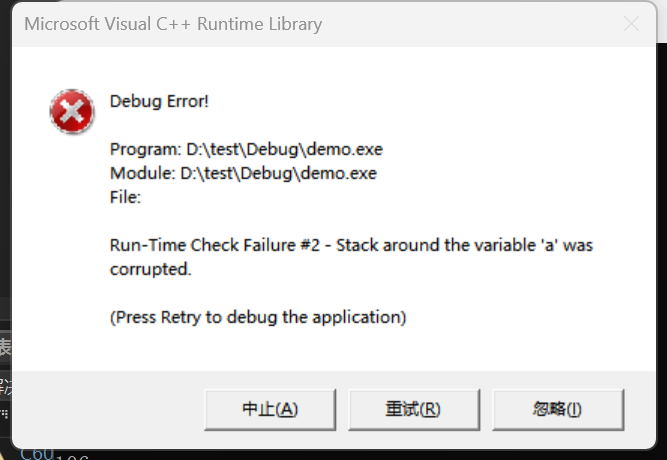 Microsoft Visual C++ Runtime Library
Debug Error!
Program: D:\test\Debug\demo.exe
Module: D:\test\Debug\demo.exe
File:
Run-Time Check Failure #2 - Stack around the variable 'a' was
corrupted.
(Press Retry to debug the application)
表
中止(A) 重试(R) 忽略(I)